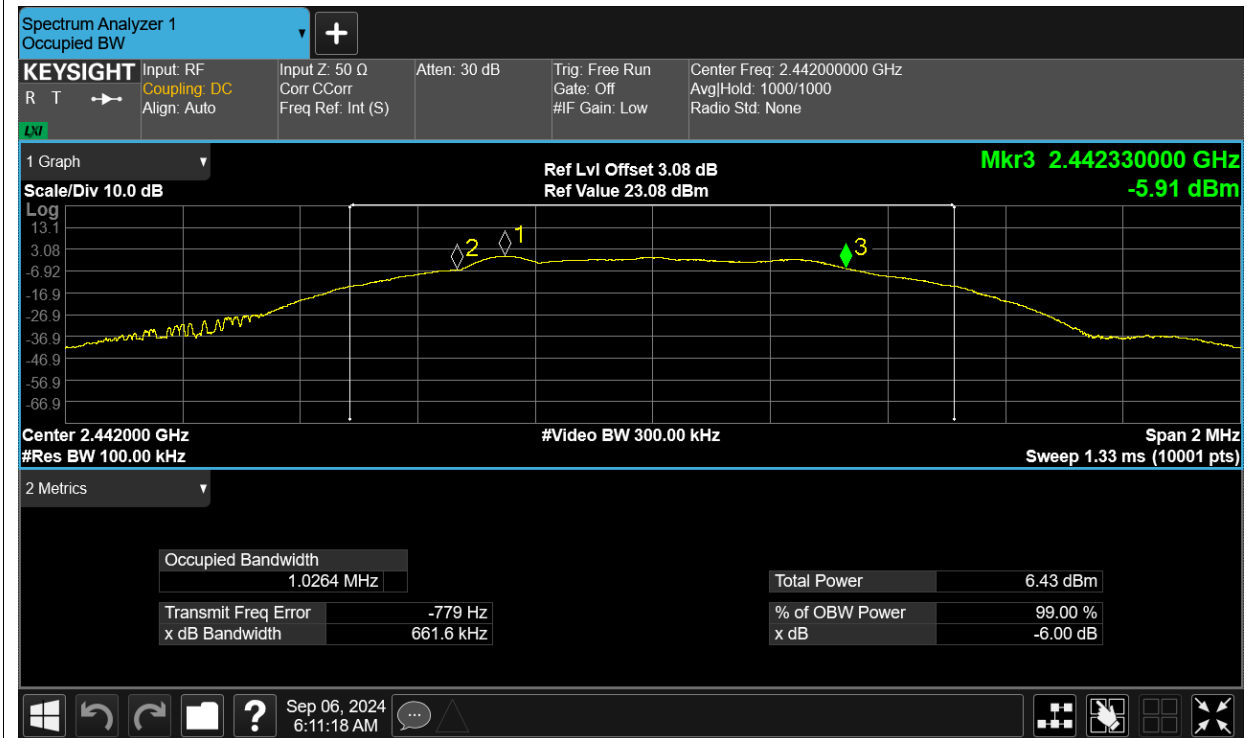 Spectrum Analyzer 1
Occupied BW
KEYSIGHT
R T
LXI
Input: RF
Coupling: DC
Align: Auto
Input Z: 50 Ω
Corr CCorr
Freq Ref: Int (S)
Atten: 30 dB
Trig: Free Run
Gate: Off
#IF Gain: Low
Center Freq: 2.442000000 GHz
Avg|Hold: 1000/1000
Radio Std: None
1 Graph
Scale/Div 10.0 dB
Ref Lvl Offset 3.08 dB
Ref Value 23.08 dBm
Mkr3 2.442330000 GHz
-5.91 dBm
Log
13.1
3.08
-6.92
-16.9
-26.9
-36.9
-46.9
-56.9
-66.9
2
1
3
Center 2.442000 GHz
#Res BW 100.00 kHz
#Video BW 300.00 kHz
Span 2 MHz
Sweep 1.33 ms (10001 pts)
2 Metrics
Occupied Bandwidth
1.0264 MHz
Transmit Freq Error -779 Hz
x dB Bandwidth 661.6 kHz
Total Power 6.43 dBm
% of OBW Power 99.00 %
x dB -6.00 dB
?
Sep 06, 2024
6:11:18 AM